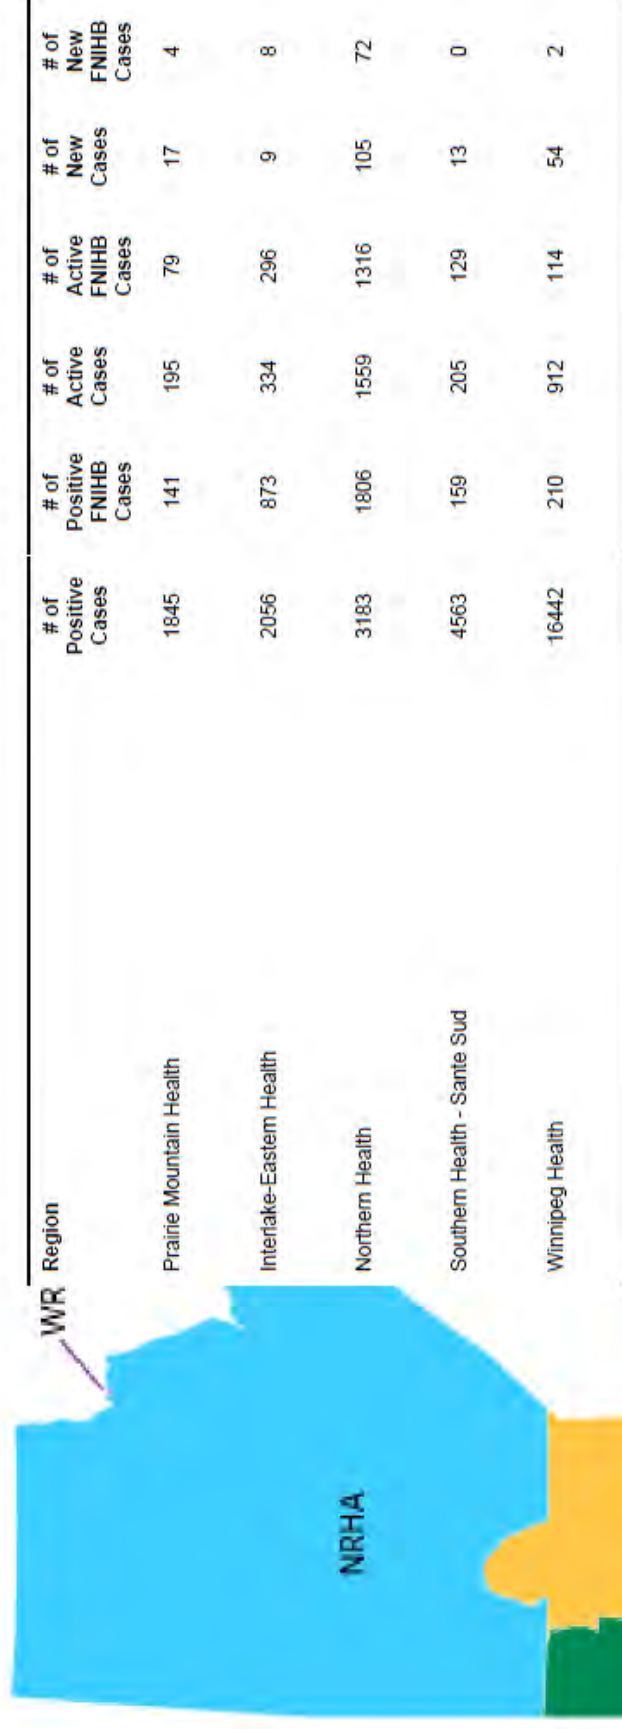 WR
NRHA
Region # of Positive Cases # of Positive FNIHB Cases # of Active Cases # of Active FNIHB Cases # of New Cases # of New FNIHB Cases
Prairie Mountain Health 1845 141 195 79 17 4
Interlake-Eastern Health 2056 873 334 296 9 8
Northern Health 3183 1806 1559 1316 105 72
Southern Health - Sante Sud 4563 159 205 129 13 0
Winnipeg Health 16442 210 912 114 54 2